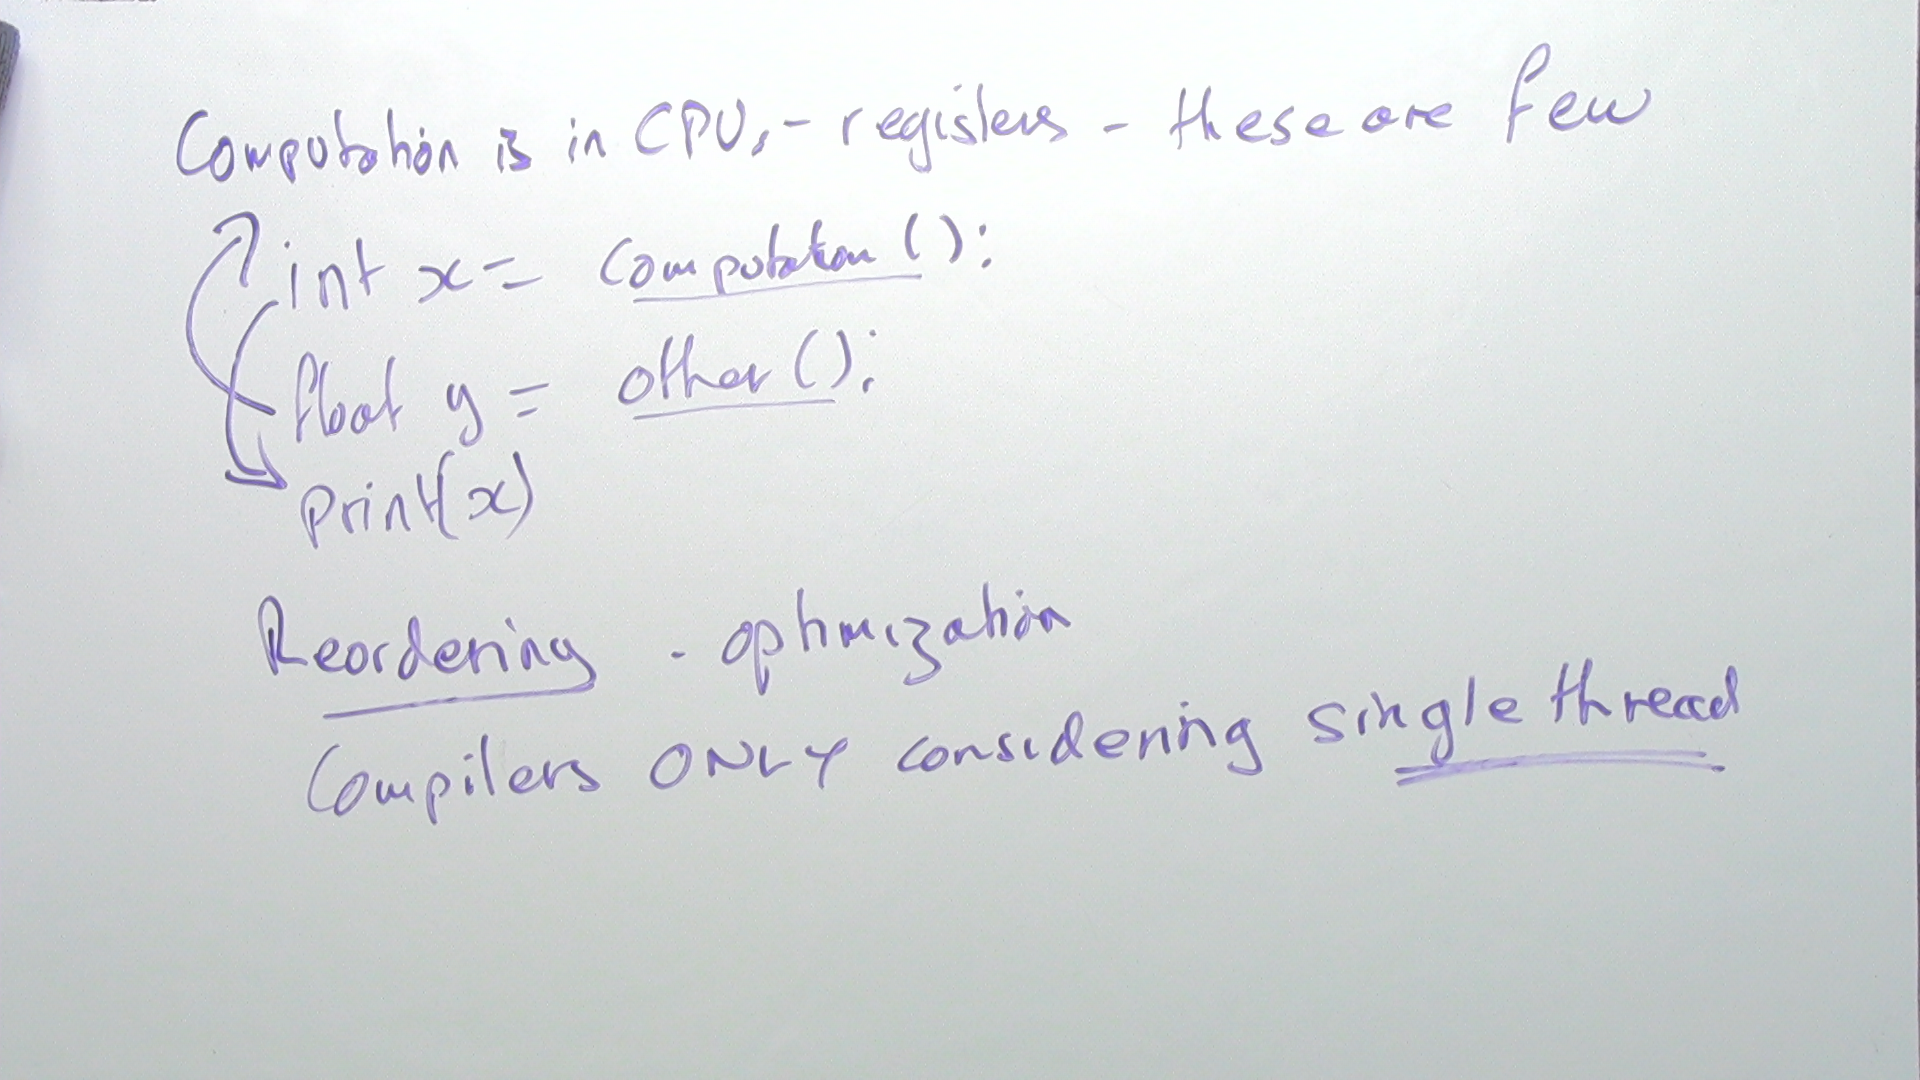 Computation is in CPU, - registers - these are few
int x = computation ();
float y = other ();
print(x)
Reordering - optimization
Compilers ONLY considering single thread